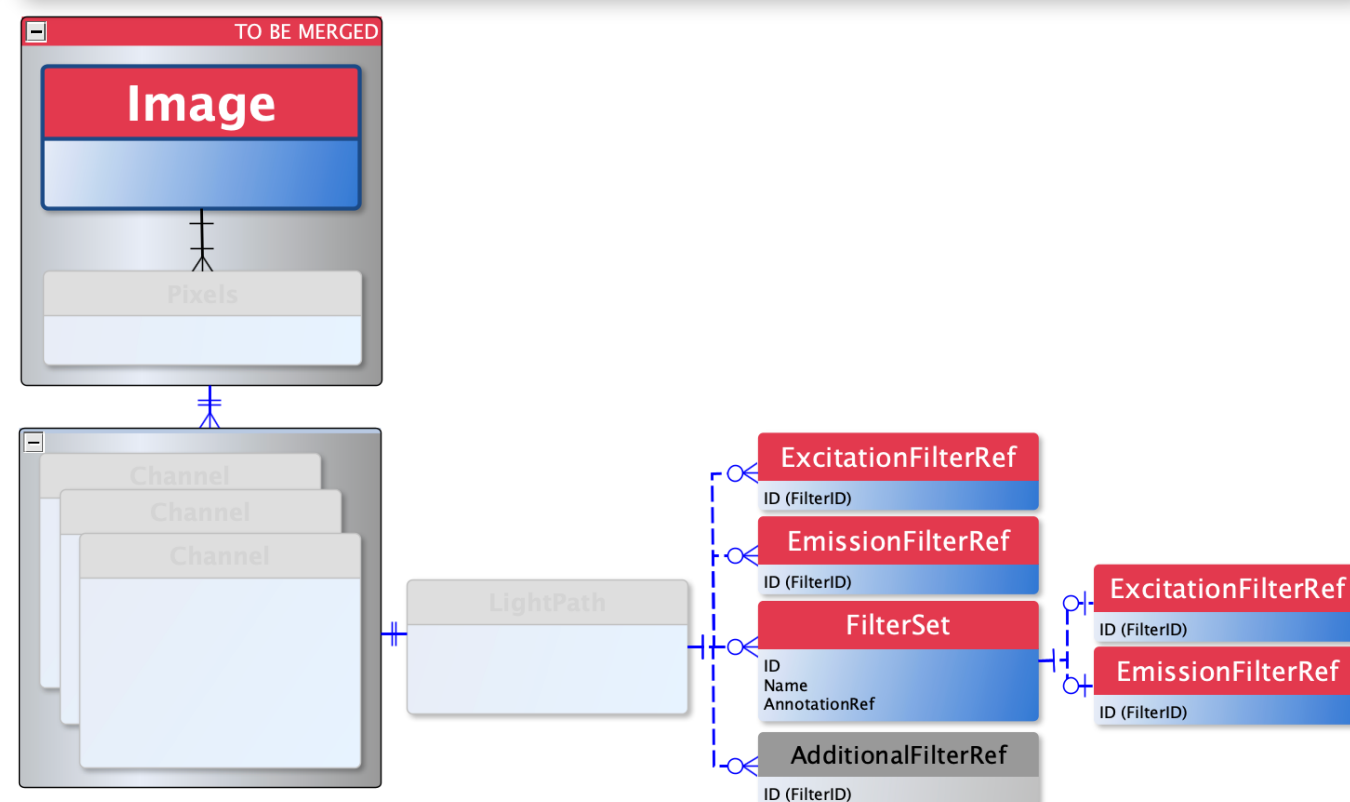 TO BE MERGED
Image
Pixels
Channel
Channel
Channel
LightPath
ExcitationFilterRef
ID (FilterID)
EmissionFilterRef
ID (FilterID)
FilterSet
ID
Name
AnnotationRef
AdditionalFilterRef
ID (FilterID)
ExcitationFilterRef
ID (FilterID)
EmissionFilterRef
ID (FilterID)